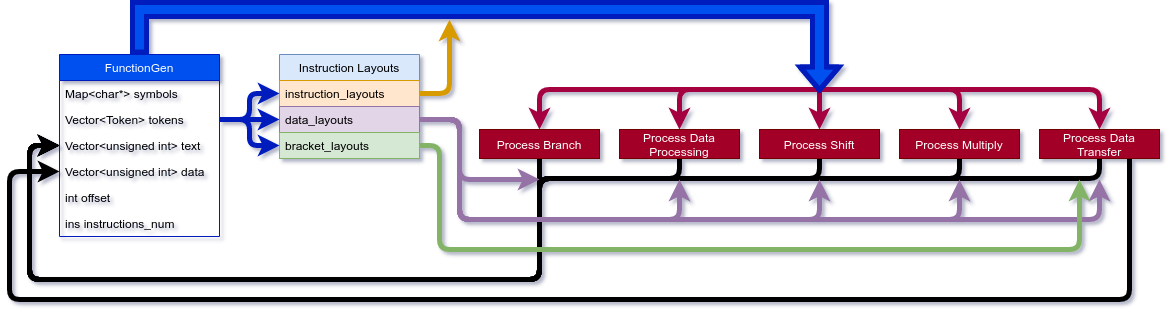 FunctionGen
Map<char*> symbols
Vector<Token> tokens
Vector<unsigned int> text
Vector<unsigned int> data
int offset
ins instructions_num
Instruction Layouts
instruction_layouts
data_layouts
bracket_layouts
Process Branch
Process Data
Processing
Process Shift
Process Multiply
Process Data
Transfer